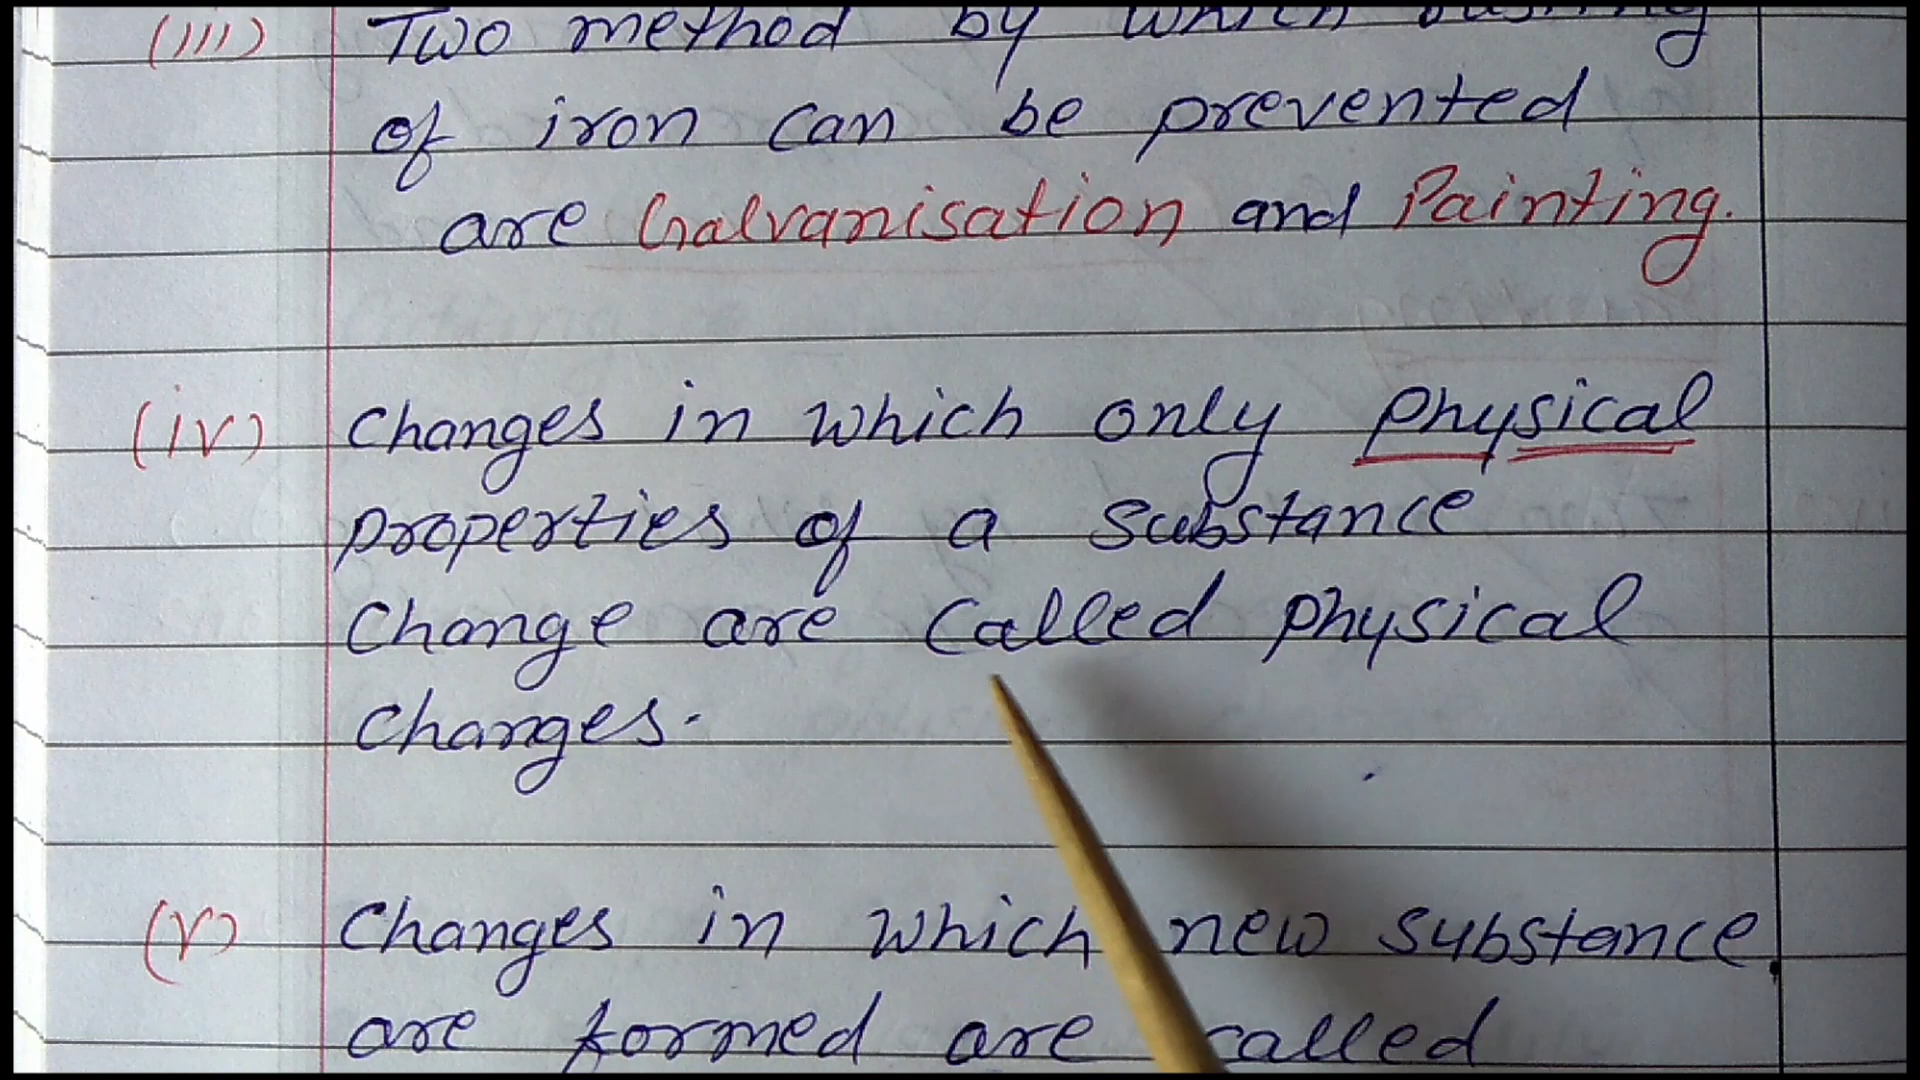 (iii) Two method by which
of iron can be prevented
are Galvanisation and Painting.
(iv) Changes in which only physical
properties of a substance
Change are Called physical
changes.
(v) Changes in which new substance
are formed are called